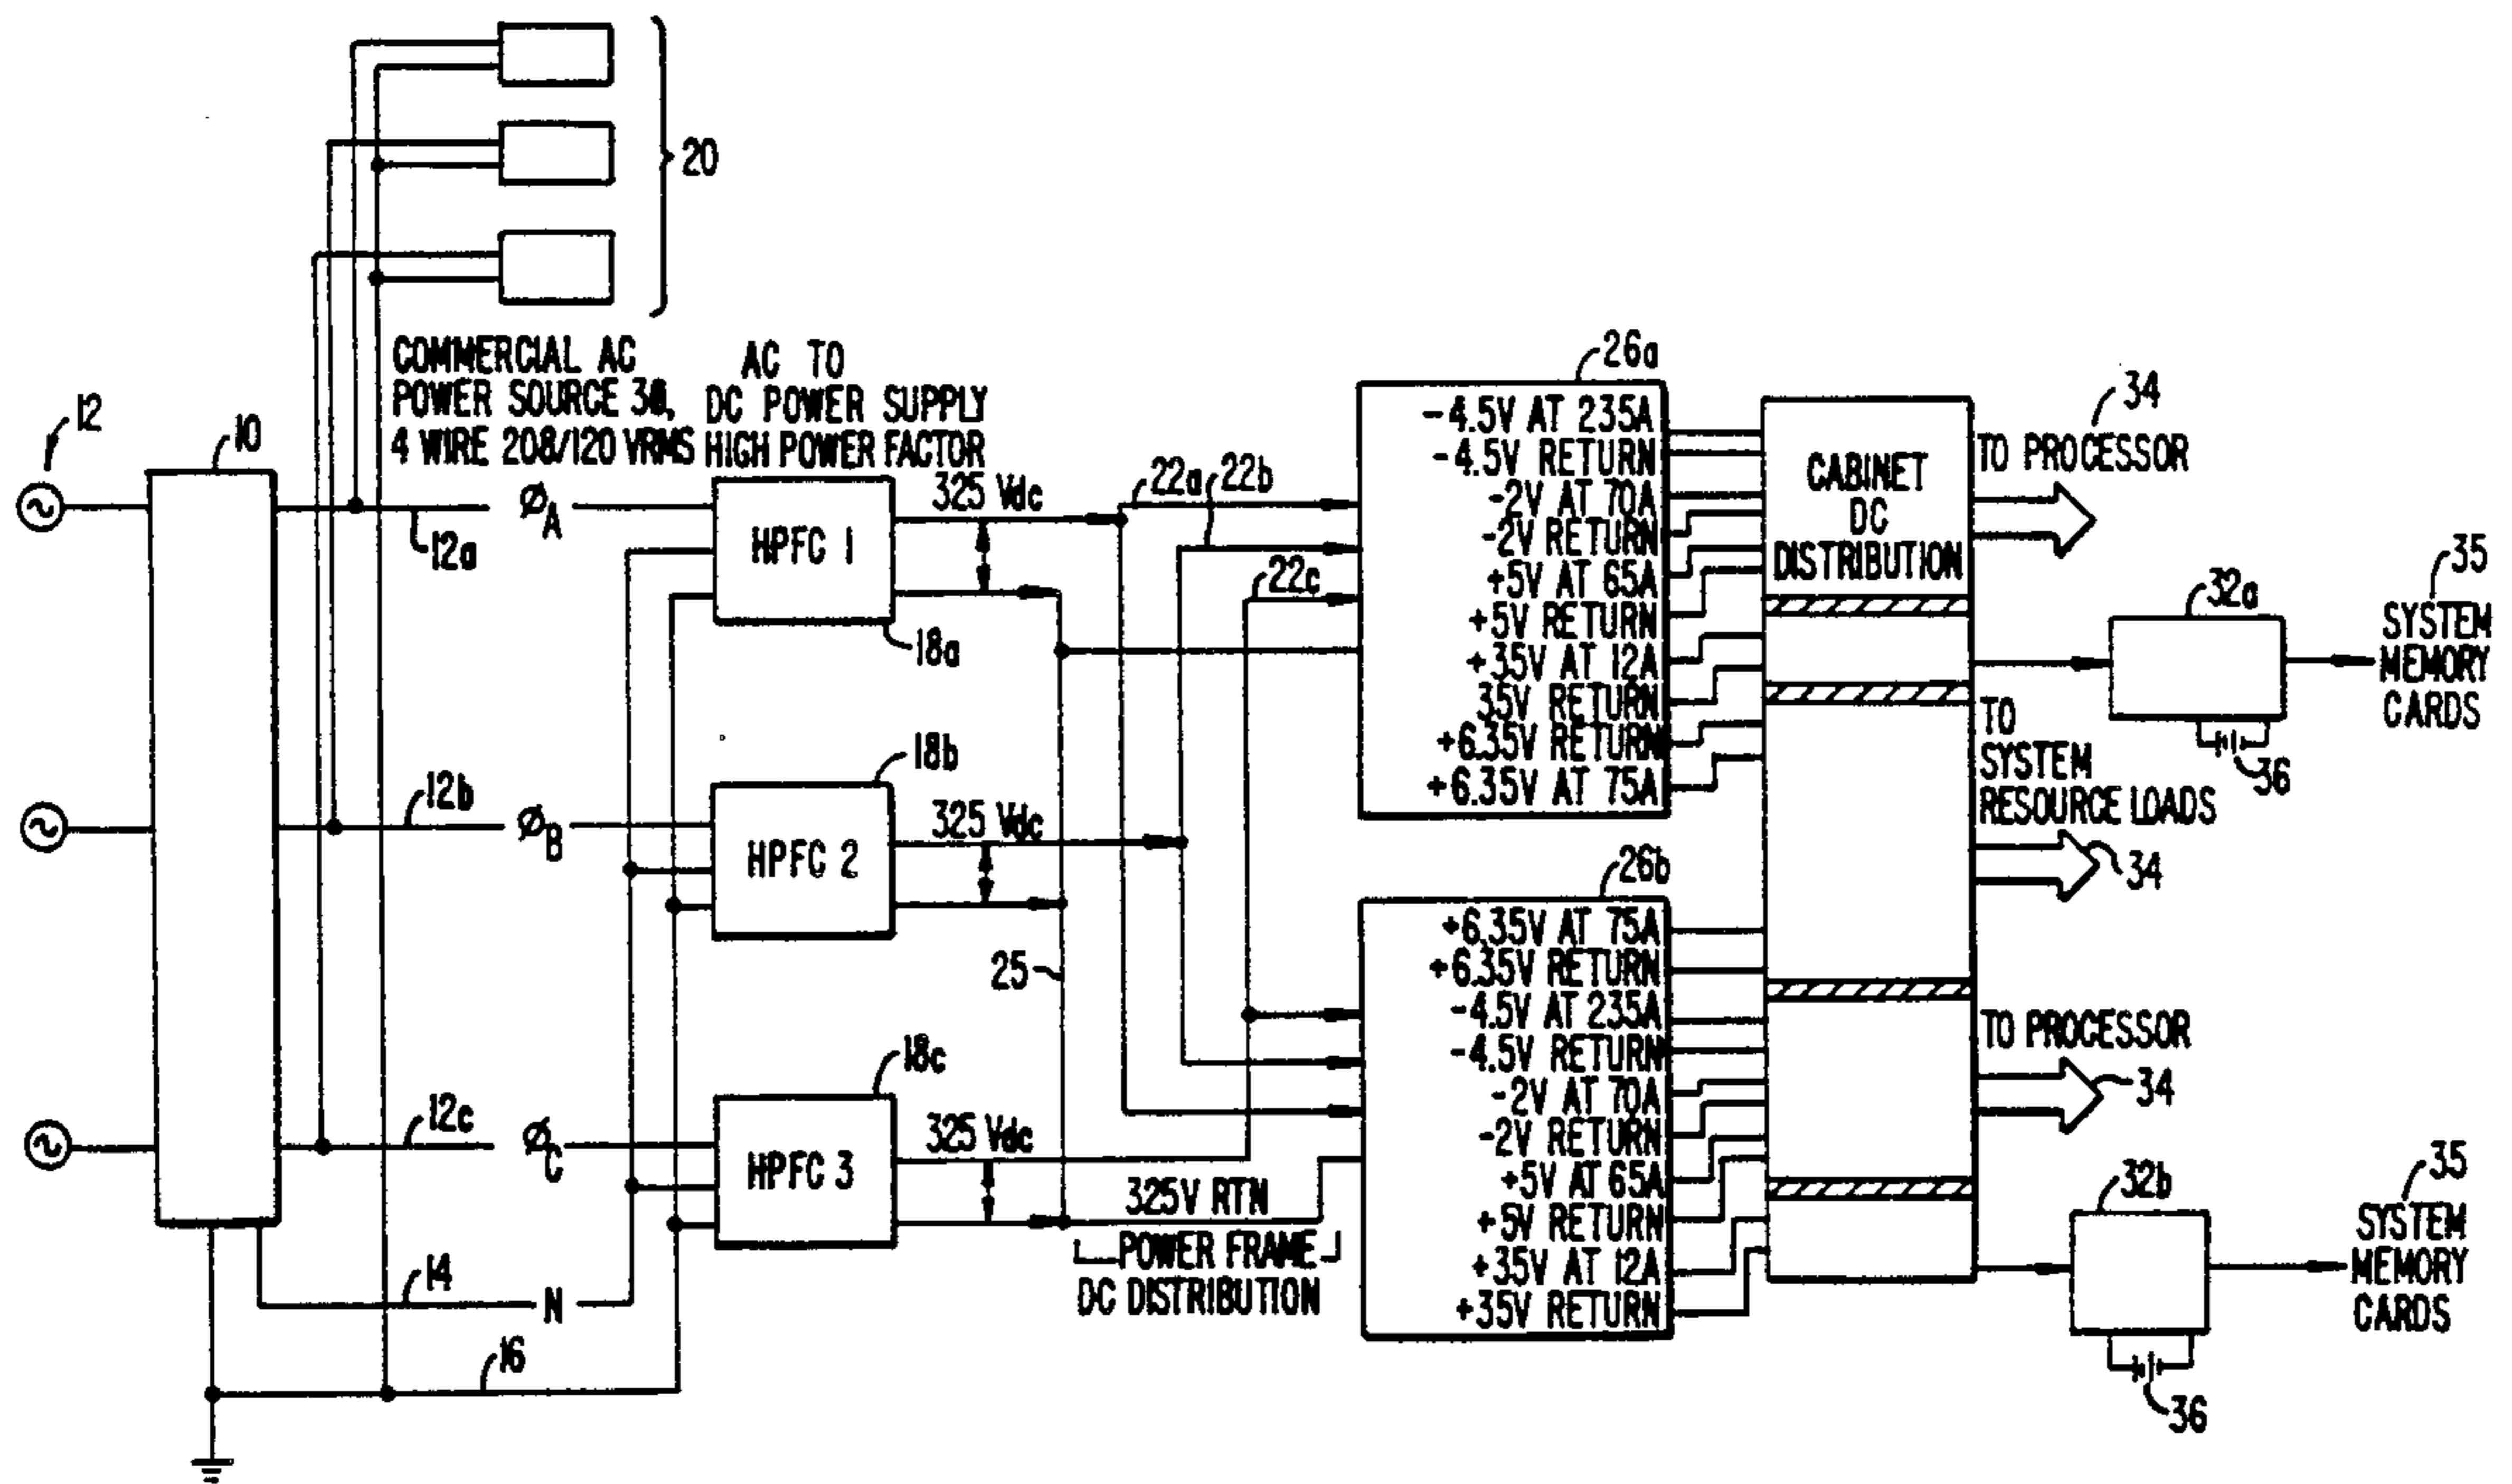 20
COMMERCIAL AC
POWER SOURCE 3Ø,
4 WIRE 208/120 VRMS
AC TO
DC POWER SUPPLY
HIGH POWER FACTOR
12
10
ØA
12a
HPFC 1
325 Vdc
18a
22a
22b
22c
26a
-4.5V AT 235A
-4.5V RETURN
-2V AT 70A
-2V RETURN
+5V AT 65A
+5V RETURN
+35V AT 12A
35V RETURN
+6.35V RETURN
+6.35V AT 75A
CABINET
DC
DISTRIBUTION
34
TO PROCESSOR
32a
35
SYSTEM
MEMORY
CARDS
36
TO
SYSTEM
RESOURCE LOADS
34
12b
ØB
18b
HPFC 2
325 Vdc
25
26b
+6.35V AT 75A
+6.35V RETURN
-4.5V AT 235A
-4.5V RETURN
-2V AT 70A
-2V RETURN
+5V AT 65A
+5V RETURN
+35V AT 12A
+35V RETURN
TO PROCESSOR
34
12c
ØC
18c
HPFC 3
325 Vdc
325V RTN
POWER FRAME
DC DISTRIBUTION
32b
35
SYSTEM
MEMORY
CARDS
36
14
N
16